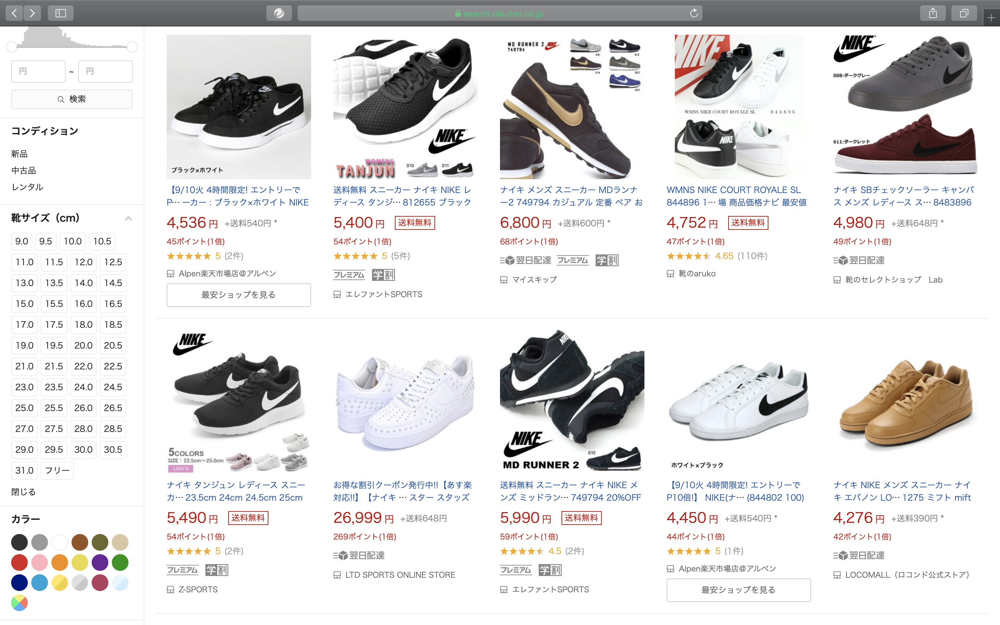 search.rakuten.co.jp
円 ~ 円
検索
コンディション
新品
中古品
レンタル
靴サイズ（cm）
9.0 9.5 10.0 10.5
11.0 11.5 12.0 12.5
13.0 13.5 14.0 14.5
15.0 15.5 16.0 16.5
17.0 17.5 18.0 18.5
19.0 19.5 20.0 20.5
21.0 21.5 22.0 22.5
23.0 23.5 24.0 24.5
25.0 25.5 26.0 26.5
27.0 27.5 28.0 28.5
29.0 29.5 30.0 30.5
31.0 フリー
閉じる
カラー
NIKE
NIKE
ブラック×ホワイト
【9/10火 4時間限定! エントリーで
P… ーカー : ブラック×ホワイト NIKE
4,536 円 +送料540円 *
45ポイント(1倍)
5 (2件)
Alpen楽天市場店@アルペン
最安ショップを見る
NIKE
WOMENS
TANJUN
010 011
送料無料 スニーカー ナイキ NIKE レ
ディース タンジ… 812655 ブラック
5,400 円 送料無料
54ポイント(1倍)
5 (5件)
プレミアム 学割
エレファントSPORTS
MD RUNNER 2 NIKE
749794
001 010
014 302
402
ナイキ メンズ スニーカー MDランナ
ー2 749794 カジュアル 定番 ペア お
6,800 円 +送料600円 *
68ポイント(1倍)
翌日配達 プレミアム 学割
マイスキップ
NIKE
WMNS NIKE COURT ROYALE SL 844896
NIKE
WMNS NIKE COURT ROYALE SL
844896 1… 場 商品価格ナビ 最安値
4,752 円 送料無料
47ポイント(1倍)
4.65 (110件)
靴のaruko
NIKE
008:ダークグレー
611:ダークレッド
ナイキ SBチェックソーラー キャンバ
ス メンズ レディース ス… 8483896
4,980 円 +送料648円 *
49ポイント(1倍)
翌日配達
靴のセレクトショップ Lab
NIKE
5COLORS
SIZE：22.5cm〜25.0cm
LADY'S
ナイキ タンジュン レディース スニー
カ… 23.5cm 24cm 24.5cm 25cm
5,490 円 送料無料
54ポイント(1倍)
5 (2件)
プレミアム 学割
Z-SPORTS
お得な割引クーポン発行中!!【あす楽
対応!!】【ナイキ … スター スタッズ
26,999 円 +送料648円
269ポイント(1倍)
翌日配達
LTD SPORTS ONLINE STORE
NIKE
NIKE
010
MD RUNNER 2
送料無料 スニーカー ナイキ NIKE メ
ンズ ミッドラン… 749794 20%OFF
5,990 円 送料無料
59ポイント(1倍)
4.5 (2件)
プレミアム 学割
エレファントSPORTS
ホワイト×ブラック
【9/10火 4時間限定! エントリーで
P10倍!】 NIKE(ナ… (844802 100)
4,450 円 +送料540円 *
44ポイント(1倍)
5 (1件)
Alpen楽天市場店@アルペン
最安ショップを見る
ナイキ NIKE メンズ スニーカー ナイ
キ エバノン LO… 1275 ミフト mift
4,276 円 +送料390円 *
42ポイント(1倍)
翌日配達
LOCOMALL（ロコンド公式ストア）